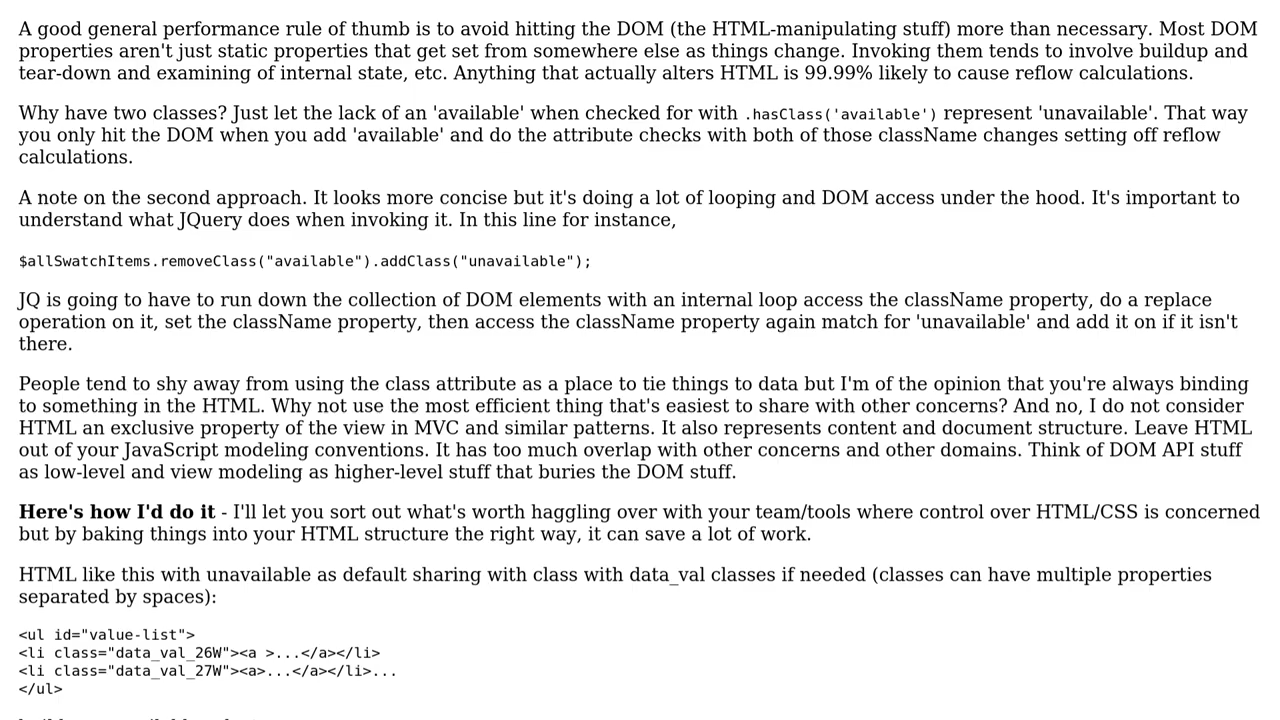 A good general performance rule of thumb is to avoid hitting the DOM (the HTML-manipulating stuff) more than necessary. Most DOM
properties aren't just static properties that get set from somewhere else as things change. Invoking them tends to involve buildup and
tear-down and examining of internal state, etc. Anything that actually alters HTML is 99.99% likely to cause reflow calculations.
Why have two classes? Just let the lack of an 'available' when checked for with .hasClass('available') represent 'unavailable'. That way
you only hit the DOM when you add 'available' and do the attribute checks with both of those className changes setting off reflow
calculations.
A note on the second approach. It looks more concise but it's doing a lot of looping and DOM access under the hood. It's important to
understand what JQuery does when invoking it. In this line for instance,
$allSwatchItems.removeClass("available").addClass("unavailable");
JQ is going to have to run down the collection of DOM elements with an internal loop access the className property, do a replace
operation on it, set the className property, then access the className property again match for 'unavailable' and add it on if it isn't
there.
People tend to shy away from using the class attribute as a place to tie things to data but I'm of the opinion that you're always binding
to something in the HTML. Why not use the most efficient thing that's easiest to share with other concerns? And no, I do not consider
HTML an exclusive property of the view in MVC and similar patterns. It also represents content and document structure. Leave HTML
out of your JavaScript modeling conventions. It has too much overlap with other concerns and other domains. Think of DOM API stuff
as low-level and view modeling as higher-level stuff that buries the DOM stuff.
Here's how I'd do it - I'll let you sort out what's worth haggling over with your team/tools where control over HTML/CSS is concerned
but by baking things into your HTML structure the right way, it can save a lot of work.
HTML like this with unavailable as default sharing with class with data_val classes if needed (classes can have multiple properties
separated by spaces):
<ul id="value-list">
<li class="data_val_26W"><a >...</a></li>
<li class="data_val_27W"><a>...</a></li>...
</ul>